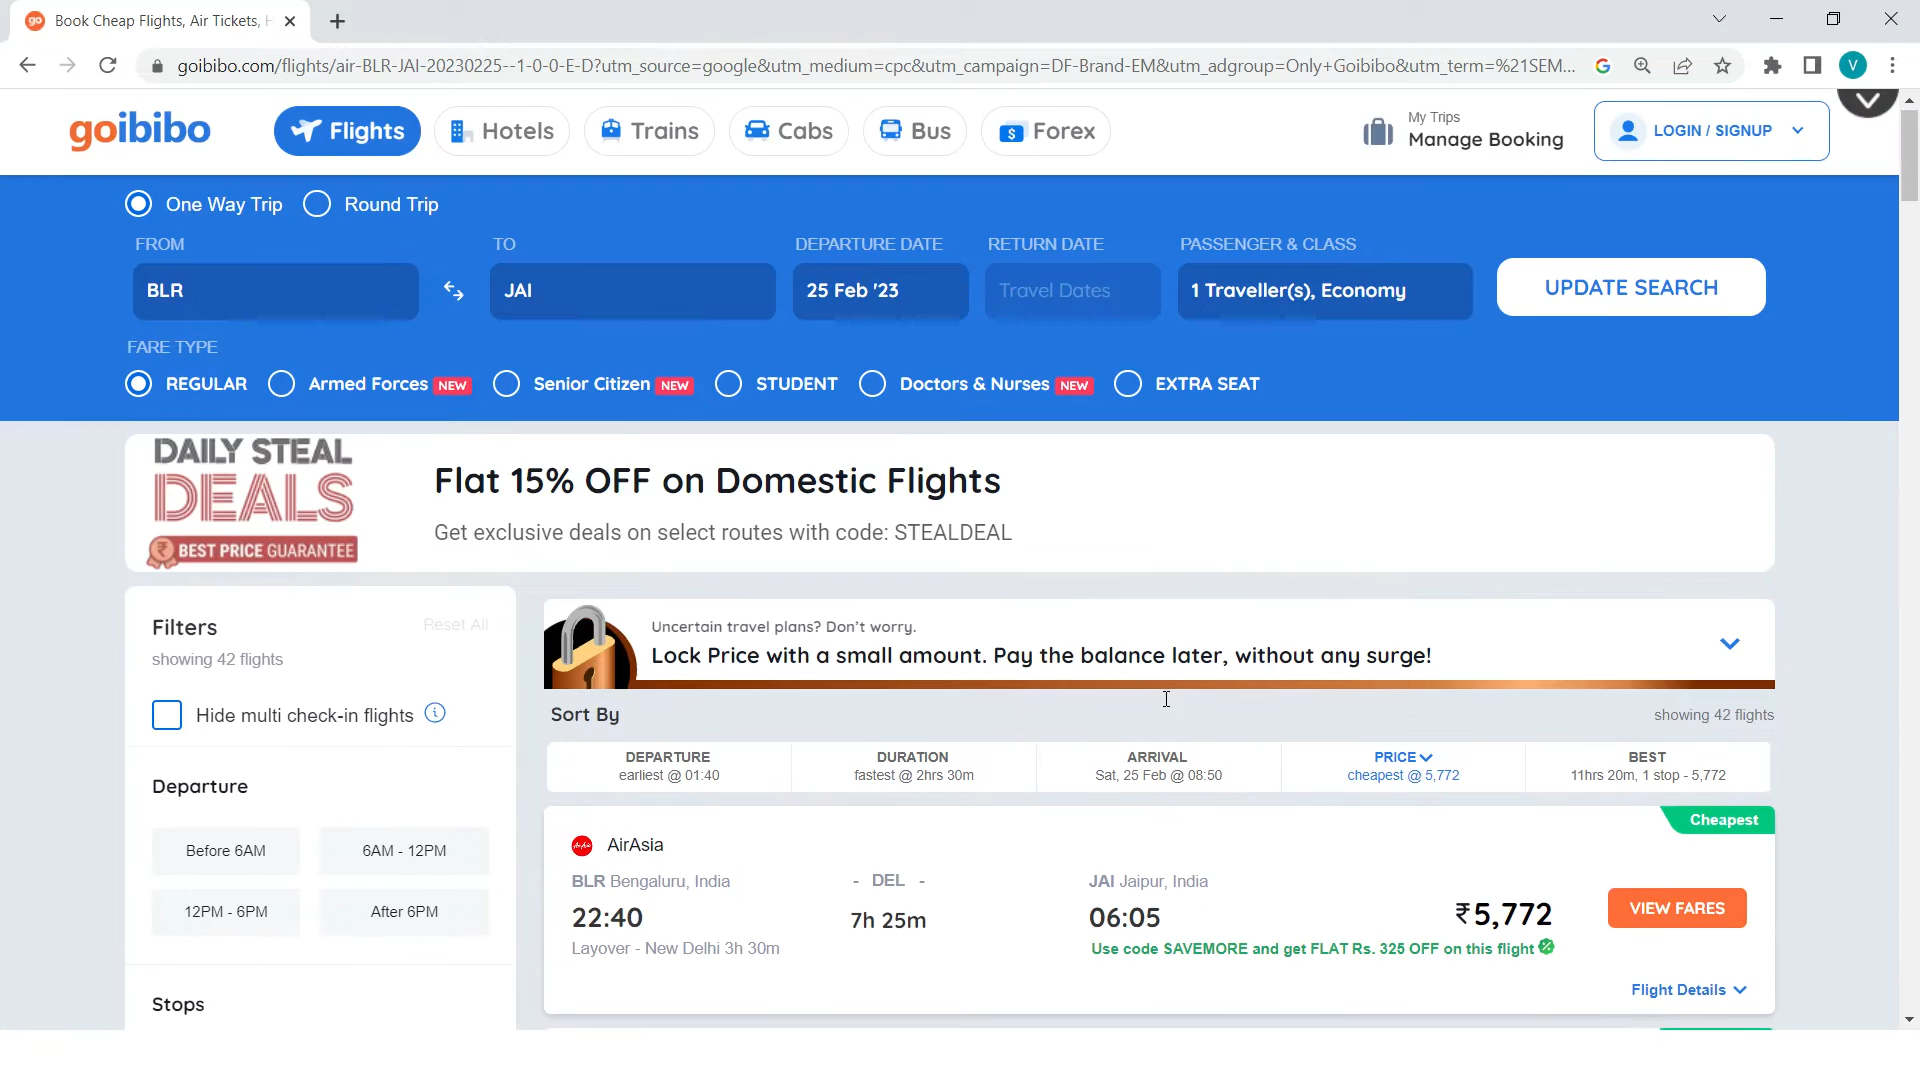 go Book Cheap Flights, Air Tickets,
goibibo.com/flights/air-BLR-JAI-20230225--1-0-0-E-D?utm_source=google&utm_medium=cpc&utm_campaign=DF-Brand-EM&utm_adgroup=Only+Goibibo&utm_term=%21SEM... G V
goibibo Flights Hotels Trains Cabs Bus $ Forex My Trips
Manage Booking LOGIN / SIGNUP
One Way Trip Round Trip
FROM TO DEPARTURE DATE RETURN DATE PASSENGER & CLASS
BLR JAI 25 Feb '23 Travel Dates 1 Traveller(s), Economy UPDATE SEARCH
FARE TYPE
REGULAR Armed Forces NEW Senior Citizen NEW STUDENT Doctors & Nurses NEW EXTRA SEAT
DAILY STEAL
DEALS
₹ BEST PRICE GUARANTEE
Flat 15% OFF on Domestic Flights
Get exclusive deals on select routes with code: STEALDEAL
Filters Reset All
showing 42 flights
Hide multi check-in flights
Departure
Before 6AM 6AM - 12PM
12PM - 6PM After 6PM
Stops
Uncertain travel plans? Don't worry.
Lock Price with a small amount. Pay the balance later, without any surge!
Sort By showing 42 flights
DEPARTURE DURATION ARRIVAL PRICE BEST
earliest @ 01:40 fastest @ 2hrs 30m Sat, 25 Feb @ 08:50 cheapest @ 5,772 11hrs 20m, 1 stop - 5,772
Cheapest
AirAsia
BLR Bengaluru, India - DEL - JAI Jaipur, India
22:40 7h 25m 06:05 ₹5,772 VIEW FARES
Layover - New Delhi 3h 30m Use code SAVEMORE and get FLAT Rs. 325 OFF on this flight
Flight Details